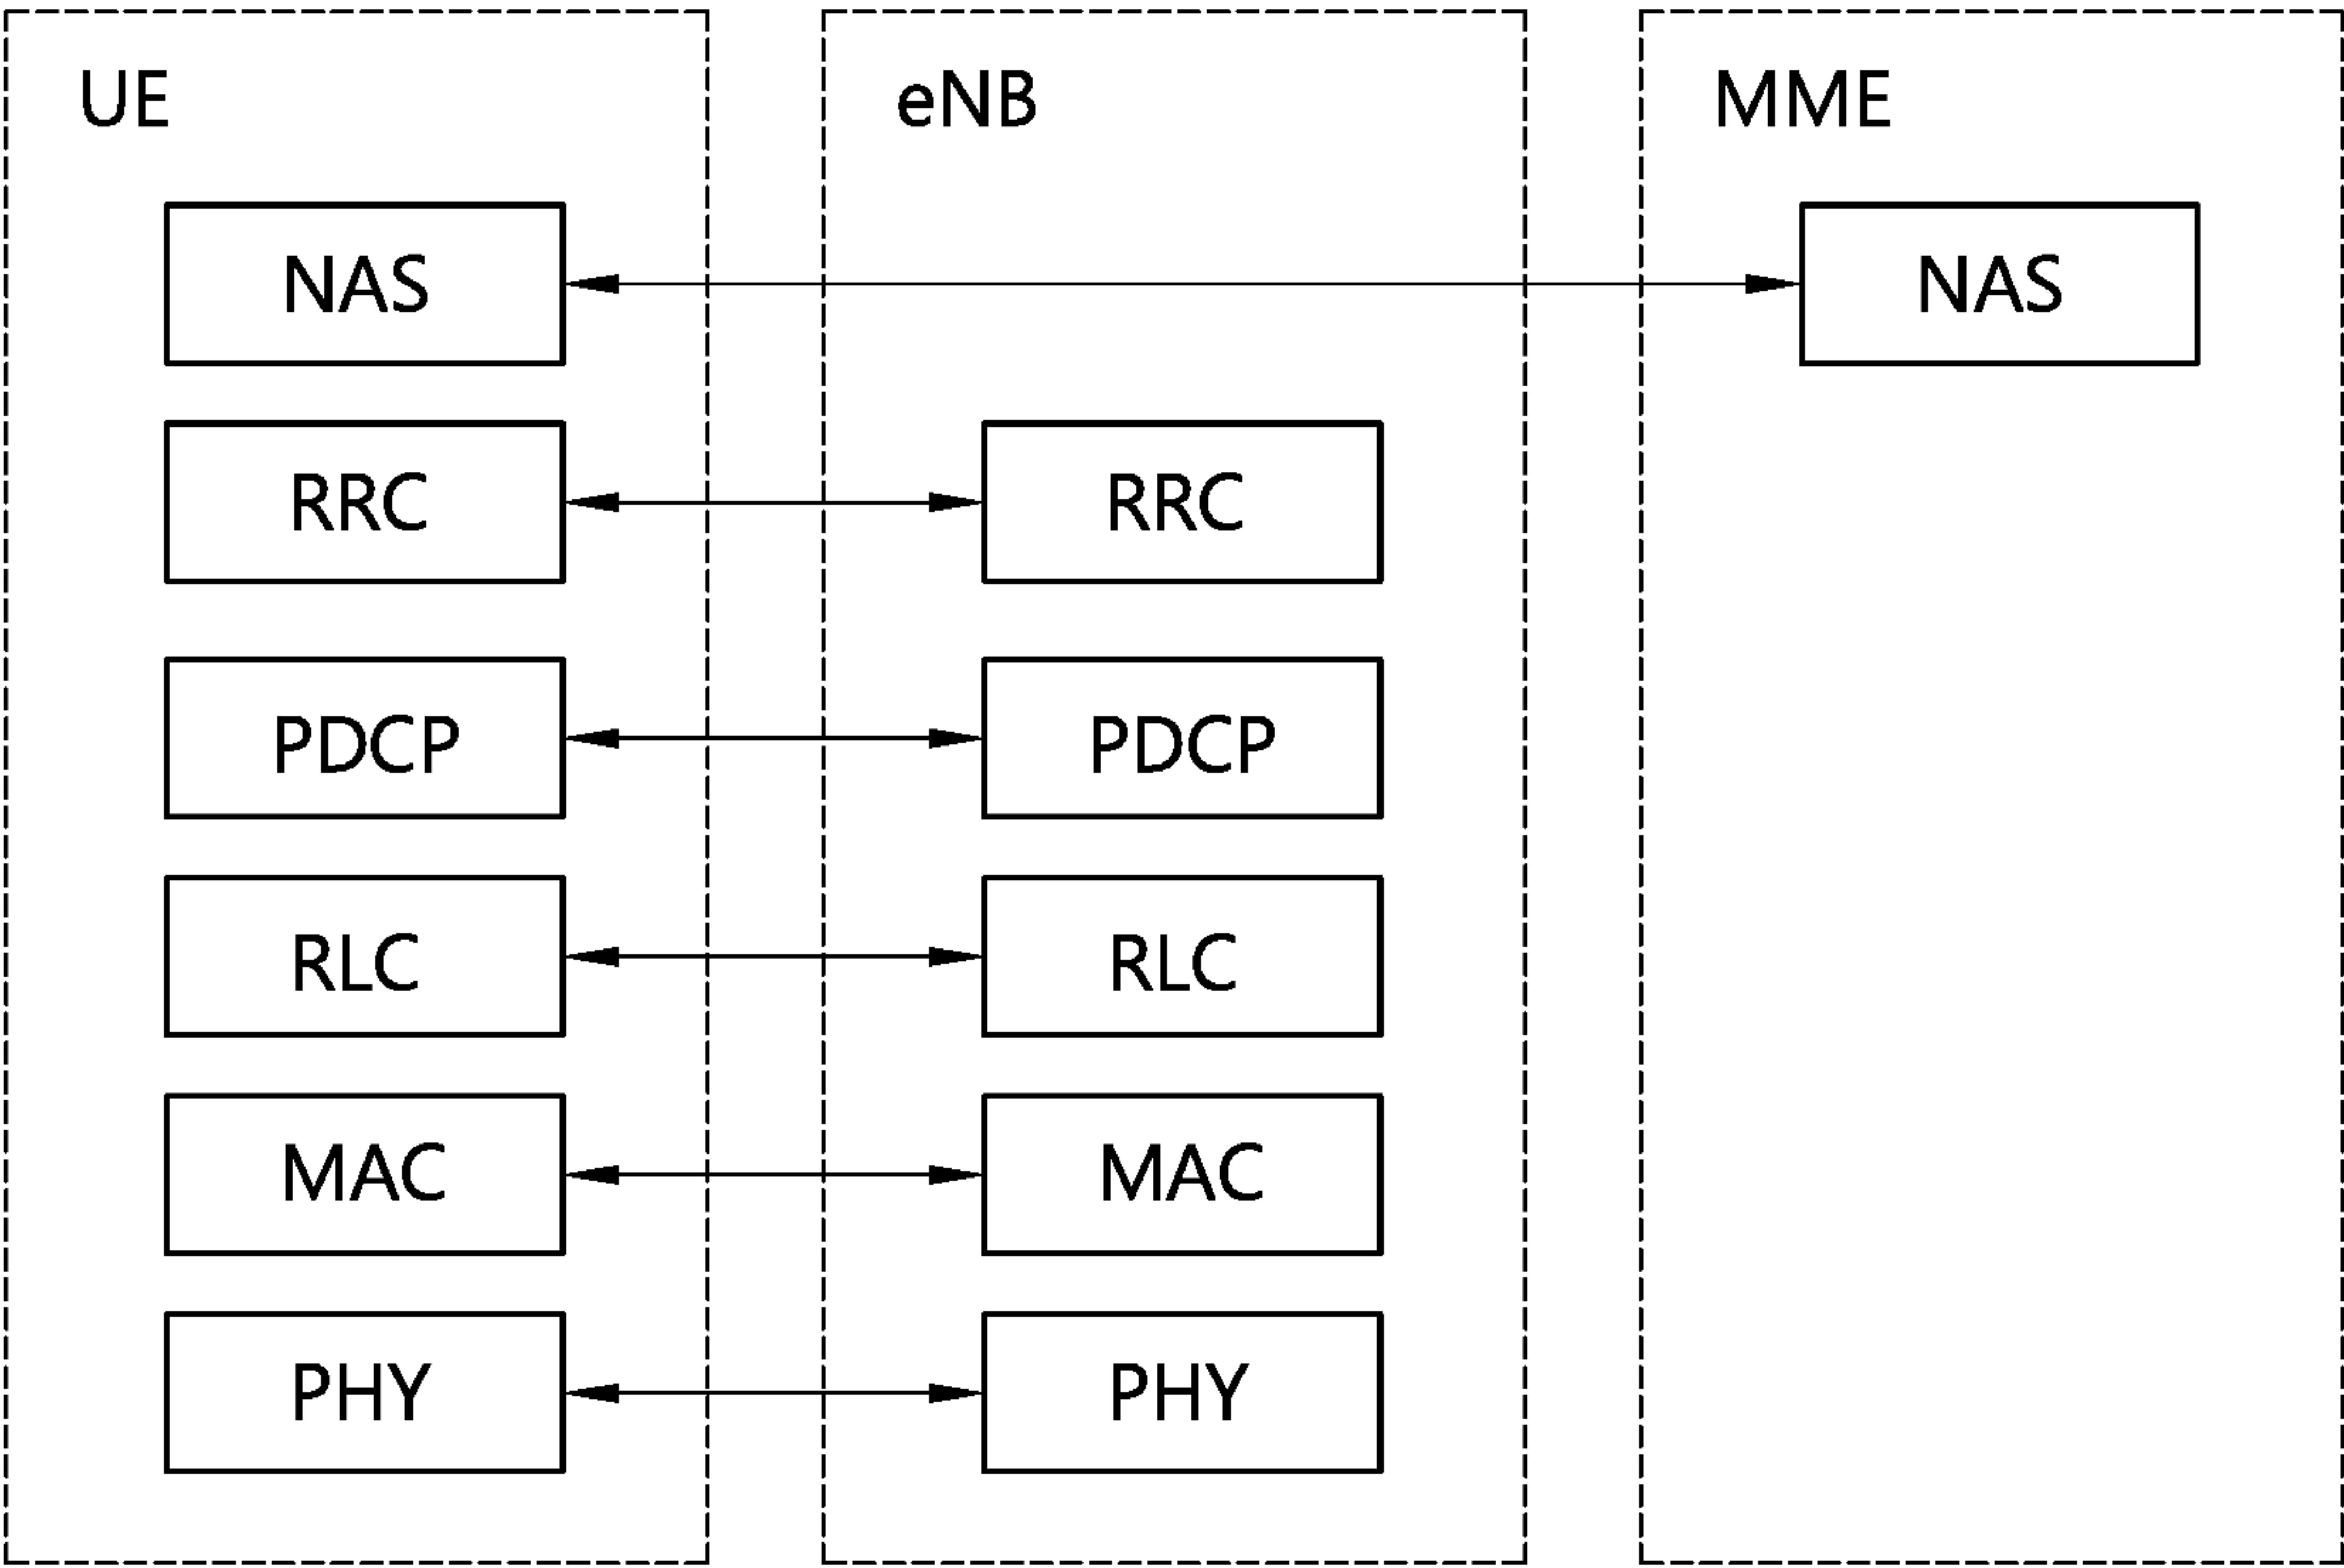 UE
eNB
MME
NAS
NAS
RRC
RRC
PDCP
PDCP
RLC
RLC
MAC
MAC
PHY
PHY